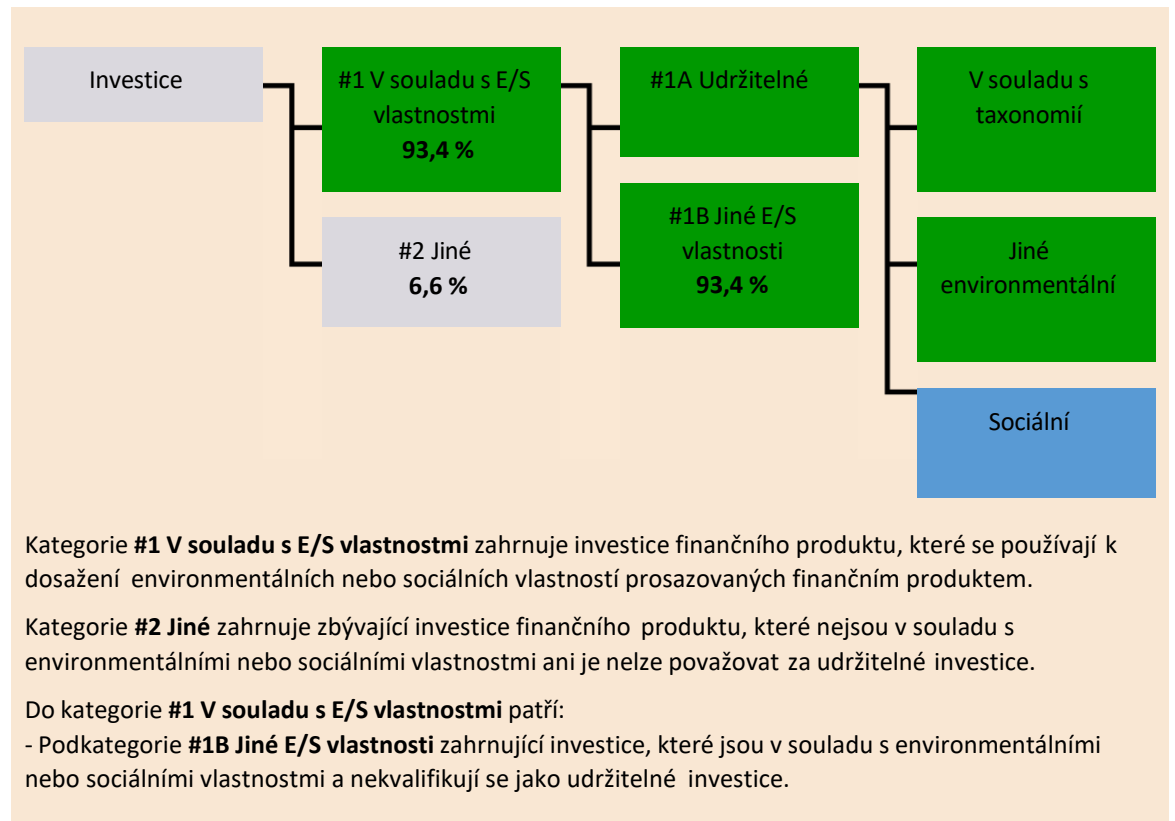 Investice
#1 V souladu s E/S
vlastnostmi
93,4 %
#2 Jiné
6,6 %
#1A Udržitelné
#1B Jiné E/S
vlastnosti
93,4 %
V souladu s
taxonomií
Jiné
environmentální
Sociální
Kategorie #1 V souladu s E/S vlastnostmi zahrnuje investice finančního produktu, které se používají k
dosažení environmentálních nebo sociálních vlastností prosazovaných finančním produktem.
Kategorie #2 Jiné zahrnuje zbývající investice finančního produktu, které nejsou v souladu s
environmentálními nebo sociálními vlastnostmi ani je nelze považovat za udržitelné investice.
Do kategorie #1 V souladu s E/S vlastnostmi patří:
- Podkategorie #1B Jiné E/S vlastnosti zahrnující investice, které jsou v souladu s environmentálními
nebo sociálními vlastnostmi a nekvalifikují se jako udržitelné investice.